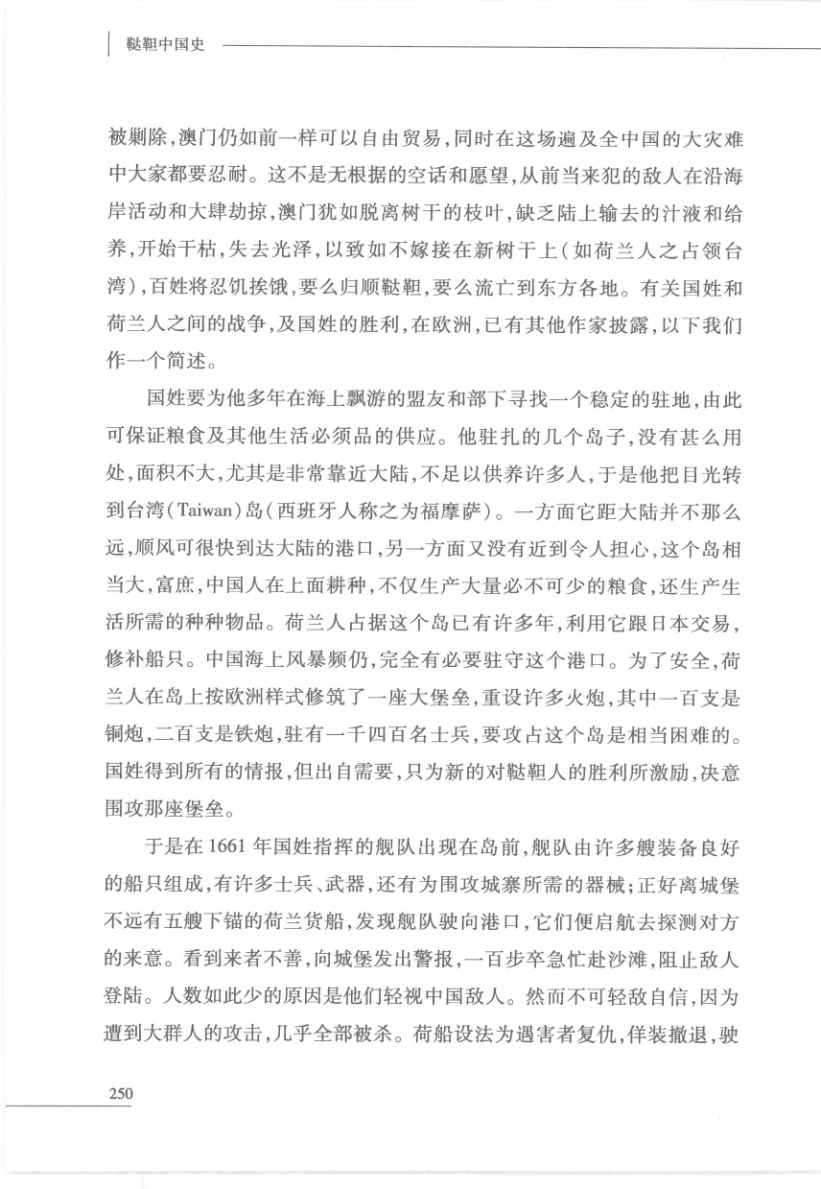 鞑靼中国史
被剿除,澳门仍如前一样可以自由贸易,同时在这场遍及全中国的大灾难
中大家都要忍耐。这不是无根据的空话和愿望,从前当来犯的敌人在沿海
岸活动和大肆劫掠,澳门犹如脱离树干的枝叶,缺乏陆上输去的汁液和给
养,开始干枯,失去光泽,以致如不嫁接在新树干上(如荷兰人之占领台
湾),百姓将忍饥挨饿,要么归顺鞑靼,要么流亡到东方各地。有关国姓和
荷兰人之间的战争,及国姓的胜利,在欧洲,已有其他作家披露,以下我们
作一个简述。
国姓要为他多年在海上飘游的盟友和部下寻找一个稳定的驻地,由此
可保证粮食及其他生活必须品的供应。他驻扎的几个岛子,没有甚么用
处,面积不大,尤其是非常靠近大陆,不足以供养许多人,于是他把目光转
到台湾(Taiwan)岛(西班牙人称之为福摩萨)。一方面它距大陆并不那么
远,顺风可很快到达大陆的港口,另一方面又没有近到令人担心,这个岛相
当大,富庶,中国人在上面耕种,不仅生产大量必不可少的粮食,还生产生
活所需的种种物品。荷兰人占据这个岛已有许多年,利用它跟日本交易,
修补船只。中国海上风暴频仍,完全有必要驻守这个港口。为了安全,荷
兰人在岛上按欧洲样式修筑了一座大堡垒,重设许多火炮,其中一百支是
铜炮,二百支是铁炮,驻有一千四百名士兵,要攻占这个岛是相当困难的。
国姓得到所有的情报,但出自需要,只为新的对鞑靼人的胜利所激励,决意
围攻那座堡垒。
于是在 1661 年国姓指挥的舰队出现在岛前,舰队由许多艘装备良好
的船只组成,有许多士兵、武器,还有为围攻城寨所需的器械;正好离城堡
不远有五艘下锚的荷兰货船,发现舰队驶向港口,它们便启航去探测对方
的来意。看到来者不善,向城堡发出警报,一百步卒急忙赴沙滩,阻止敌人
登陆。人数如此少的原因是他们轻视中国敌人。然而不可轻敌自信,因为
遭到大群人的攻击,几乎全部被杀。荷船设法为遇害者复仇,佯装撤退,驶
250